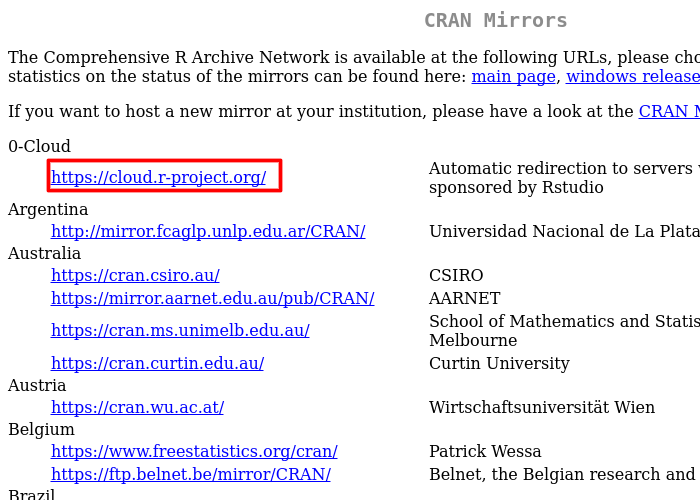 CRAN Mirrors
The Comprehensive R Archive Network is available at the following URLs, please
statistics on the status of the mirrors can be found here: main page, windows release
If you want to host a new mirror at your institution, please have a look at the CRAN
0-Cloud
https://cloud.r-project.org/ Automatic redirection to servers
sponsored by Rstudio
Argentina
http://mirror.fcaglp.unlp.edu.ar/CRAN/ Universidad Nacional de La Plata
Australia
https://cran.csiro.au/ CSIRO
https://mirror.aarnet.edu.au/pub/CRAN/ AARNET
https://cran.ms.unimelb.edu.au/ School of Mathematics and
Melbourne
https://cran.curtin.edu.au/ Curtin University
Austria
https://cran.wu.ac.at/ Wirtschaftsuniversität Wien
Belgium
https://www.freestatistics.org/cran/ Patrick Wessa
https://ftp.belnet.be/mirror/CRAN/ Belnet, the Belgian research and
Brazil